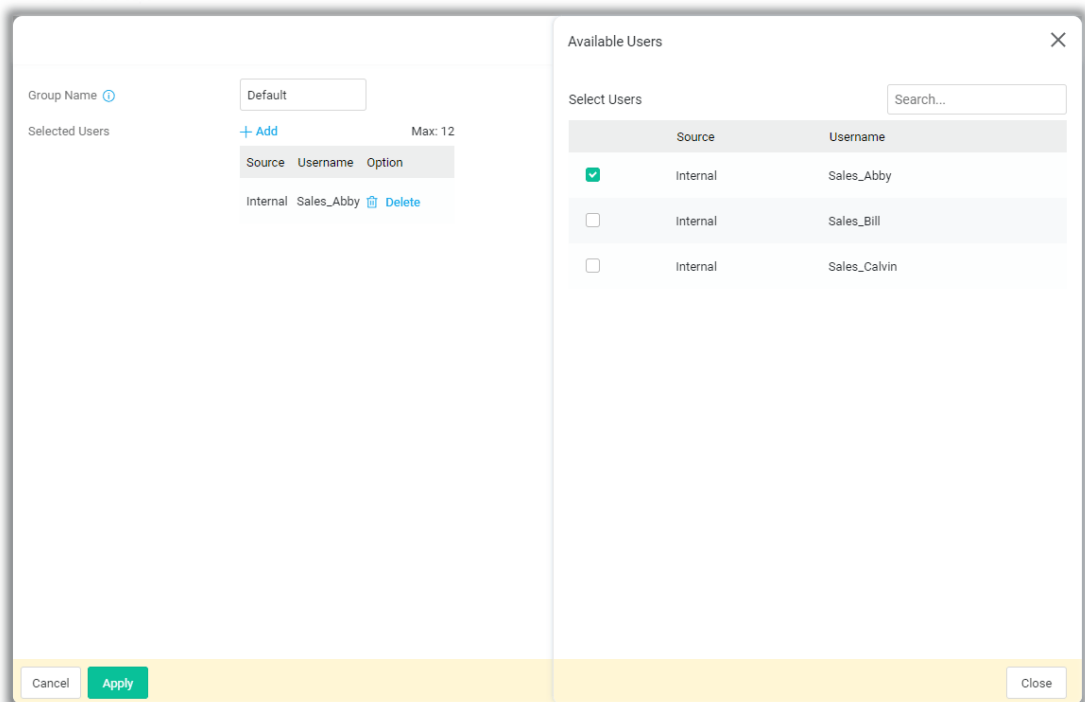 Group Name
Default
Selected Users
+ Add
Max: 12
Source Username Option
Internal Sales_Abby Delete
Cancel
Apply
Available Users
Select Users
Search...
Source Username
Internal Sales_Abby
Internal Sales_Bill
Internal Sales_Calvin
Close